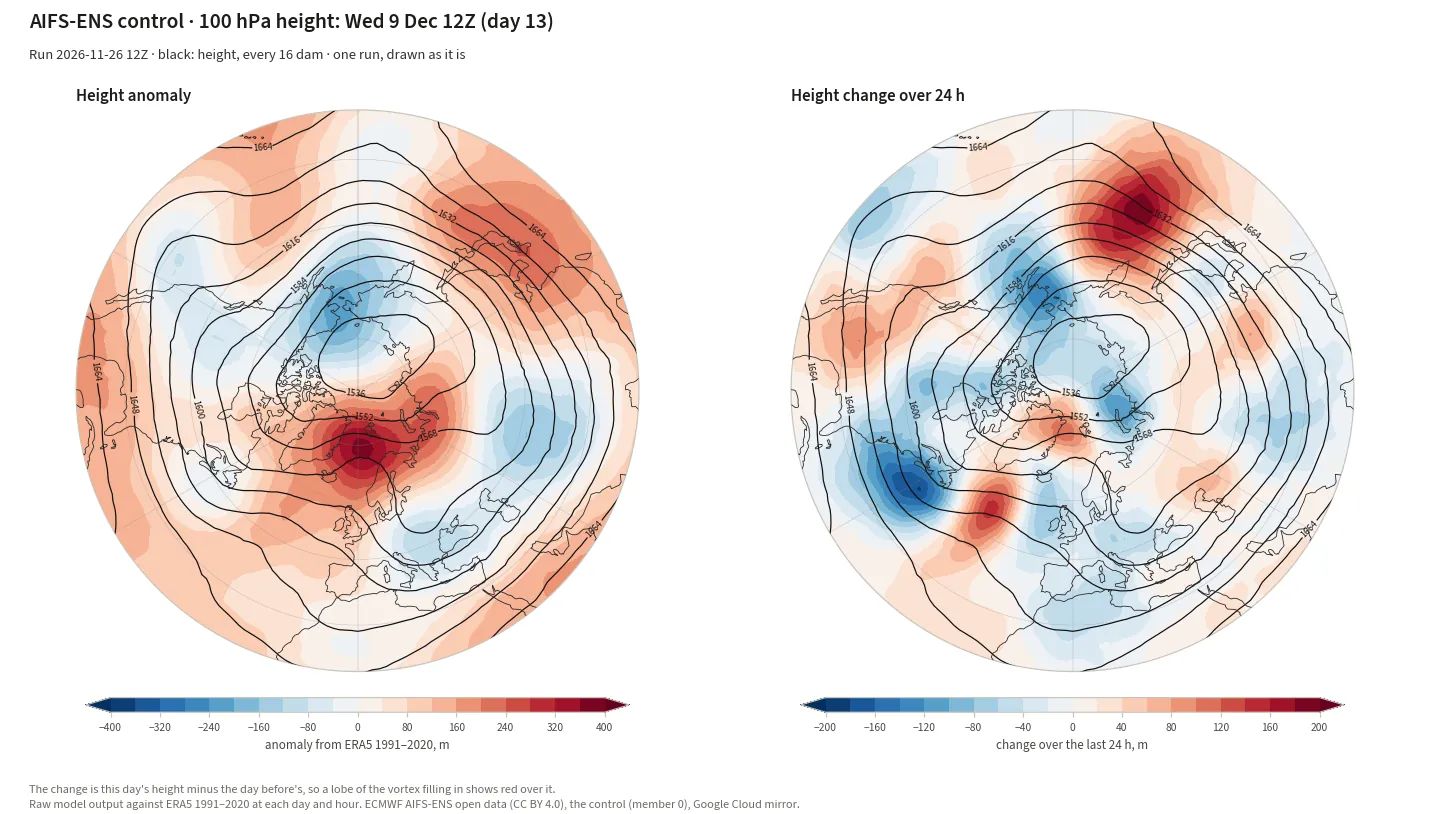 AIFS-ENS control · 100 hPa height: Wed 9 Dec 12Z (day 13)
Run 2026-11-26 12Z · black: height, every 16 dam · one run, drawn as it is
Height anomaly
Height change over 24 h
1664
1632
1664
1616
1584
1664
1648
1600
1536
1552
1568
1664
1664
1632
1664
1616
1584
1664
1648
1600
1536
1552
1568
1664
−400 −320 −240 −160 −80 0 80 160 240 320 400
anomaly from ERA5 1991–2020, m
−200 −160 −120 −80 −40 0 40 80 120 160 200
change over the last 24 h, m
The change is this day's height minus the day before's, so a lobe of the vortex filling in shows red over it.
Raw model output against ERA5 1991–2020 at each day and hour. ECMWF AIFS-ENS open data (CC BY 4.0), the control (member 0), Google Cloud mirror.